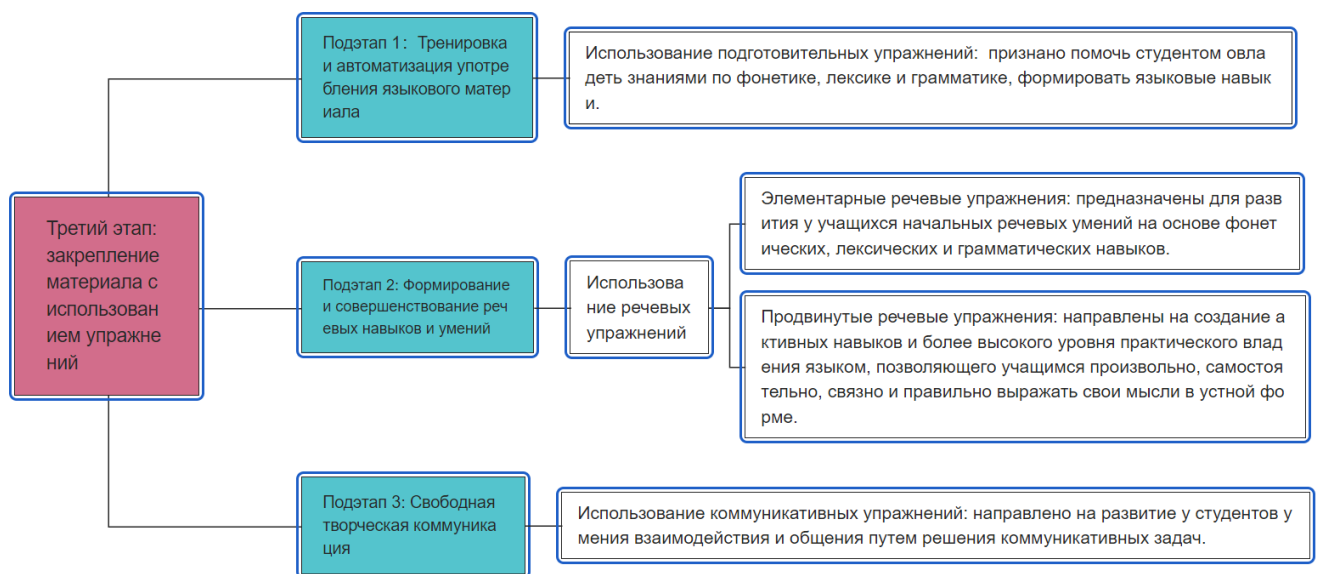 Третий этап:
закрепление
материала с
использован
ием упражне
ний
Подэтап 1: Тренировка
и автоматизация употре
бления языкового матер
иала
Использование подготовительных упражнений: признано помочь студентом овла
деть знаниями по фонетике, лексике и грамматике, формировать языковые навык
и.
Подэтап 2: Формирование
и совершенствование реч
евых навыков и умений
Использова
ние речевых
упражнений
Элементарные речевые упражнения: предназначены для разв
ития у учащихся начальных речевых умений на основе фонет
ических, лексических и грамматических навыков.
Продвинутые речевые упражнения: направлены на создание а
ктивных навыков и более высокого уровня практического влад
ения языком, позволяющего учащимся произвольно, самостоя
тельно, связно и правильно выражать свои мысли в устной фо
рме.
Подэтап 3: Свободная
творческая коммуника
ция
Использование коммуникативных упражнений: направлено на развитие у студентов у
мения взаимодействия и общения путем решения коммуникативных задач.